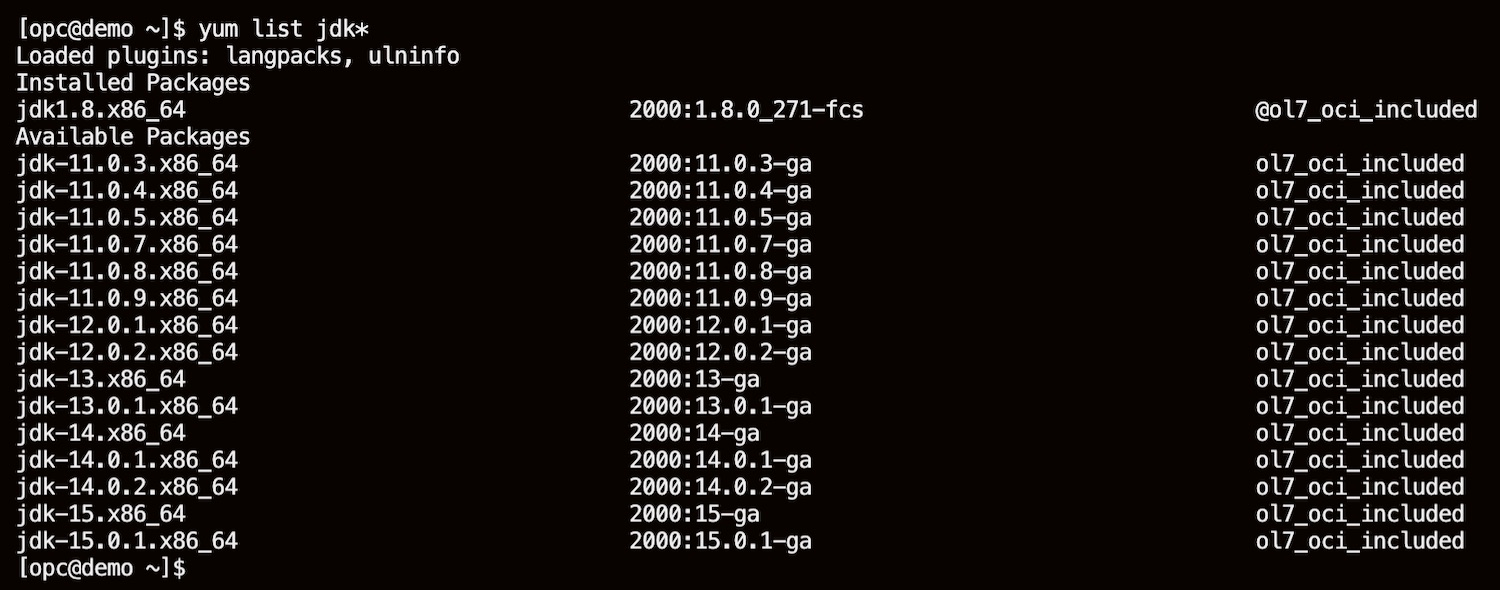 [opc@demo ~]$ yum list jdk*
Loaded plugins: langpacks, ulninfo
Installed Packages
jdk1.8.x86_64 2000:1.8.0_271-fcs @ol7_oci_included
Available Packages
jdk-11.0.3.x86_64 2000:11.0.3-ga ol7_oci_included
jdk-11.0.4.x86_64 2000:11.0.4-ga ol7_oci_included
jdk-11.0.5.x86_64 2000:11.0.5-ga ol7_oci_included
jdk-11.0.7.x86_64 2000:11.0.7-ga ol7_oci_included
jdk-11.0.8.x86_64 2000:11.0.8-ga ol7_oci_included
jdk-11.0.9.x86_64 2000:11.0.9-ga ol7_oci_included
jdk-12.0.1.x86_64 2000:12.0.1-ga ol7_oci_included
jdk-12.0.2.x86_64 2000:12.0.2-ga ol7_oci_included
jdk-13.x86_64 2000:13-ga ol7_oci_included
jdk-13.0.1.x86_64 2000:13.0.1-ga ol7_oci_included
jdk-14.x86_64 2000:14-ga ol7_oci_included
jdk-14.0.1.x86_64 2000:14.0.1-ga ol7_oci_included
jdk-14.0.2.x86_64 2000:14.0.2-ga ol7_oci_included
jdk-15.x86_64 2000:15-ga ol7_oci_included
jdk-15.0.1.x86_64 2000:15.0.1-ga ol7_oci_included
[opc@demo ~]$